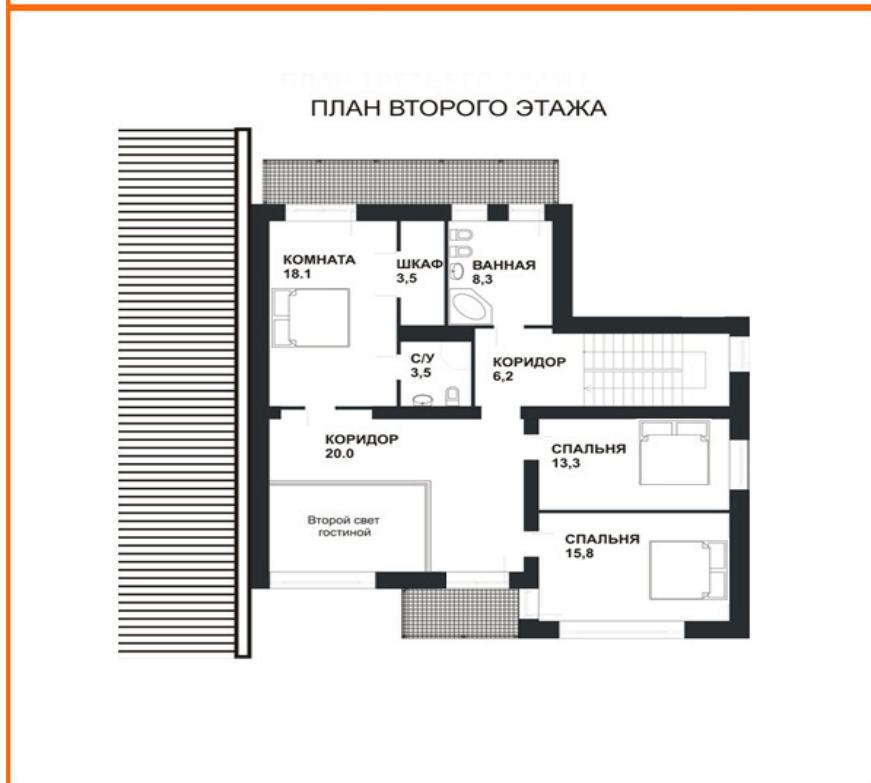 ПЛАН ВТОРОГО ЭТАЖА
КОМНАТА
18.1
ШКАФ
3,5
ВАННАЯ
8,3
С/У
3,5
КОРИДОР
6,2
КОРИДОР
20.0
СПАЛЬНЯ
13,3
Второй свет
гостиной
СПАЛЬНЯ
15,8